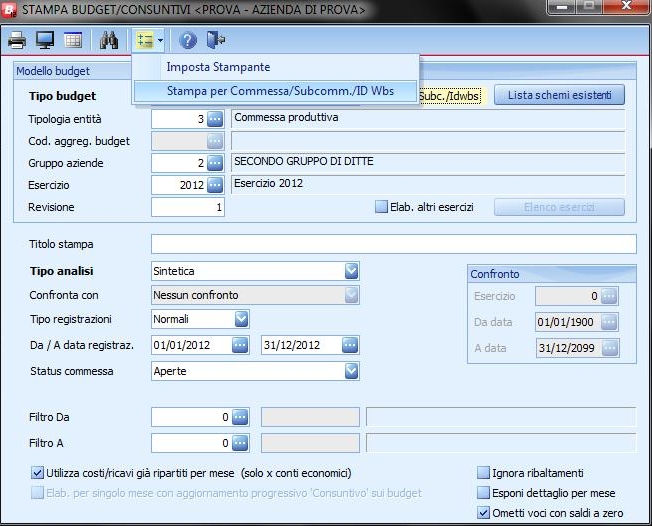 STAMPA BUDGET/CONSUNTIVI <PROVA - AZIENDA DI PROVA>
Imposta Stampante
Stampa per Commessa/Subcomm./ID Wbs
Modello budget
Tipo budget
Subc./Idwbs
Lista schemi esistenti
Tipologia entità 3 Commessa produttiva
Cod. aggreg. budget
Gruppo aziende 2 SECONDO GRUPPO DI DITTE
Esercizio 2012 Esercizio 2012
Revisione 1 Elab. altri esercizi Elenco esercizi
Titolo stampa
Tipo analisi Sintetica
Confronta con Nessun confronto
Tipo registrazioni Normali
Da / A data registraz. 01/01/2012 31/12/2012
Status commessa Aperte
Confronto
Esercizio 0
Da data 01/01/1900
A data 31/12/2099
Filtro Da 0
Filtro A 0
Utilizza costi/ricavi già ripartiti per mese (solo x conti economici)
Elab. per singolo mese con aggiornamento progressivo 'Consuntivo' sui budget
Ignora ribaltamenti
Esponi dettaglio per mese
Ometti voci con saldi a zero